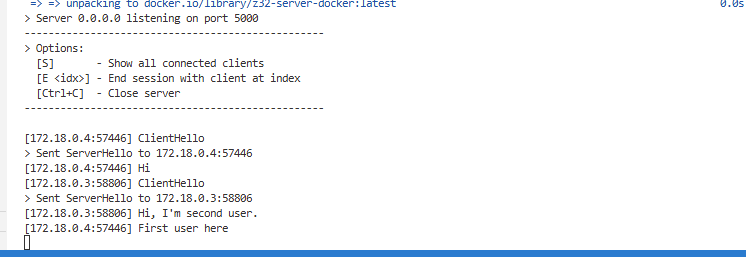 => => unpacking to docker.io/library/z32-server-docker:latest 0.0s
> Server 0.0.0.0 listening on port 5000
--------------------------------------------------
> Options:
[S] - Show all connected clients
[E <idx>] - End session with client at index
[Ctrl+C] - Close server
--------------------------------------------------
[172.18.0.4:57446] ClientHello
> Sent ServerHello to 172.18.0.4:57446
[172.18.0.4:57446] Hi
[172.18.0.3:58806] ClientHello
> Sent ServerHello to 172.18.0.3:58806
[172.18.0.3:58806] Hi, I'm second user.
[172.18.0.4:57446] First user here